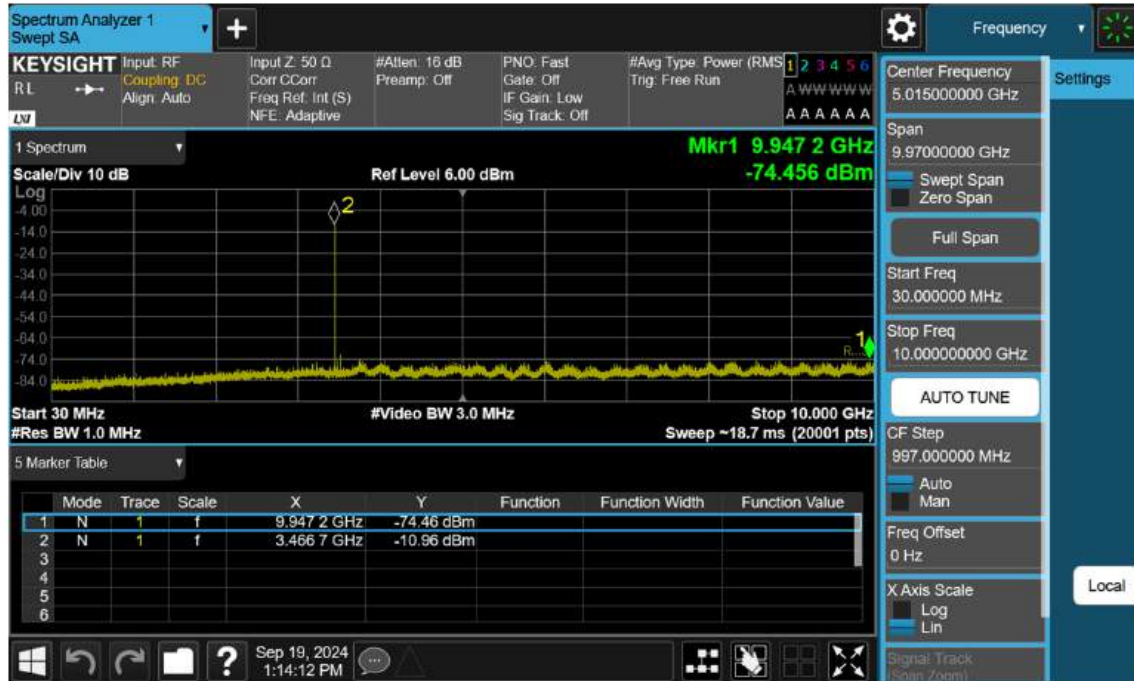 Spectrum Analyzer 1
Swept SA
+
Frequency
KEYSIGHT
RL
LXI
Input: RF
Coupling: DC
Align: Auto
Input Z: 50 Ω
Corr CCorr
Freq Ref: Int (S)
NFE: Adaptive
#Atten: 16 dB
Preamp: Off
PNO: Fast
Gate: Off
IF Gain: Low
Sig Track: Off
#Avg Type: Power (RMS
Trig: Free Run
1 2 3 4 5 6
A W W W W W
A A A A A A
1 Spectrum
Scale/Div 10 dB
Ref Level 6.00 dBm
Mkr1 9.947 2 GHz
-74.456 dBm
Log
-4.00
-14.0
-24.0
-34.0
-44.0
-54.0
-64.0
-74.0
-84.0
2
1
Start 30 MHz
#Video BW 3.0 MHz
Stop 10.000 GHz
#Res BW 1.0 MHz
Sweep ~18.7 ms (20001 pts)
5 Marker Table
Mode Trace Scale X Y Function Function Width Function Value
1 N 1 f 9.947 2 GHz -74.46 dBm
2 N 1 f 3.466 7 GHz -10.96 dBm
3
4
5
6
?
Sep 19, 2024
1:14:12 PM
Center Frequency
5.015000000 GHz
Settings
Span
9.97000000 GHz
Swept Span
Zero Span
Full Span
Start Freq
30.000000 MHz
Stop Freq
10.000000000 GHz
AUTO TUNE
CF Step
997.000000 MHz
Auto
Man
Freq Offset
0 Hz
Local
X Axis Scale
Log
Lin
Signal Track
(Span Zoom)